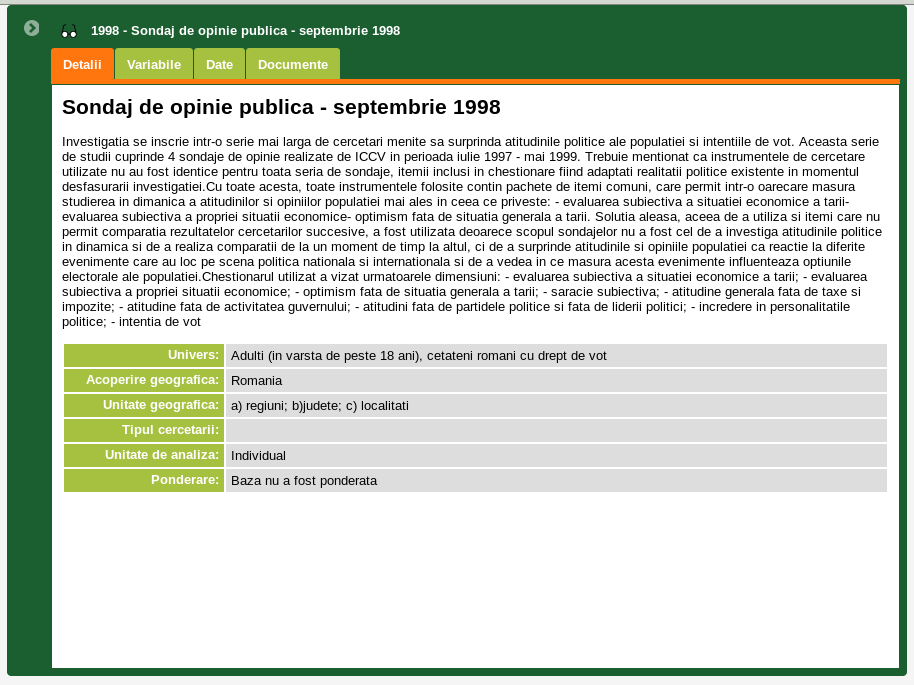 1998 - Sondaj de opinie publica - septembrie 1998
Detalii Variabile Date Documente
Sondaj de opinie publica - septembrie 1998
Investigatia se inscrie intr-o serie mai larga de cercetari menite sa surprinda atitudinile politice ale populatiei si intentiile de vot. Aceasta serie
de studii cuprinde 4 sondaje de opinie realizate de ICCV in perioada iulie 1997 - mai 1999. Trebuie mentionat ca instrumentele de cercetare
utilizate nu au fost identice pentru toata seria de sondaje, itemii inclusi in chestionare fiind adaptati realitatii politice existente in momentul
desfasurarii investigatiei.Cu toate acesta, toate instrumentele folosite contin pachete de itemi comuni, care permit intr-o oarecare masura
studierea in dimanica a atitudinilor si opiniilor populatiei mai ales in ceea ce priveste: - evaluarea subiectiva a situatiei economice a tarii-
evaluarea subiectiva a propriei situatii economice- optimism fata de situatia generala a tarii. Solutia aleasa, aceea de a utiliza si itemi care nu
permit comparatia rezultatelor cercetarilor succesive, a fost utilizata deoarece scopul sondajelor nu a fost cel de a investiga atitudinile politice
in dinamica si de a realiza comparatii de la un moment de timp la altul, ci de a surprinde atitudinile si opiniile populatiei ca reactie la diferite
evenimente care au loc pe scena politica nationala si internationala si de a vedea in ce masura acesta evenimente influenteaza optiunile
electorale ale populatiei.Chestionarul utilizat a vizat urmatoarele dimensiuni: - evaluarea subiectiva a situatiei economice a tarii; - evaluarea
subiectiva a propriei situatii economice; - optimism fata de situatia generala a tarii; - saracie subiectiva; - atitudine generala fata de taxe si
impozite; - atitudine fata de activitatea guvernului; - atitudini fata de partidele politice si fata de liderii politici; - incredere in personalitatile
politice; - intentia de vot
Univers: Adulti (in varsta de peste 18 ani), cetateni romani cu drept de vot
Acoperire geografica: Romania
Unitate geografica: a) regiuni; b)judete; c) localitati
Tipul cercetarii:
Unitate de analiza: Individual
Ponderare: Baza nu a fost ponderata